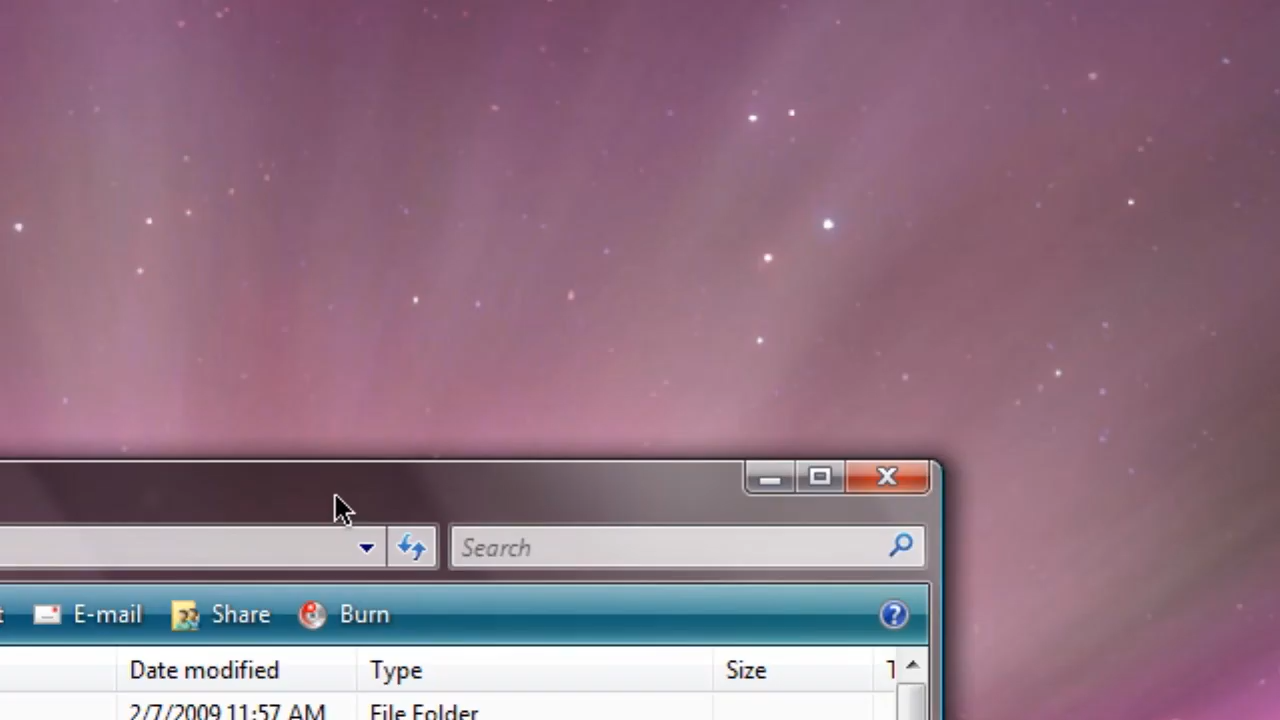 Search
t E-mail Share Burn
Date modified Type Size T
2/7/2009 11:57 AM File Folder